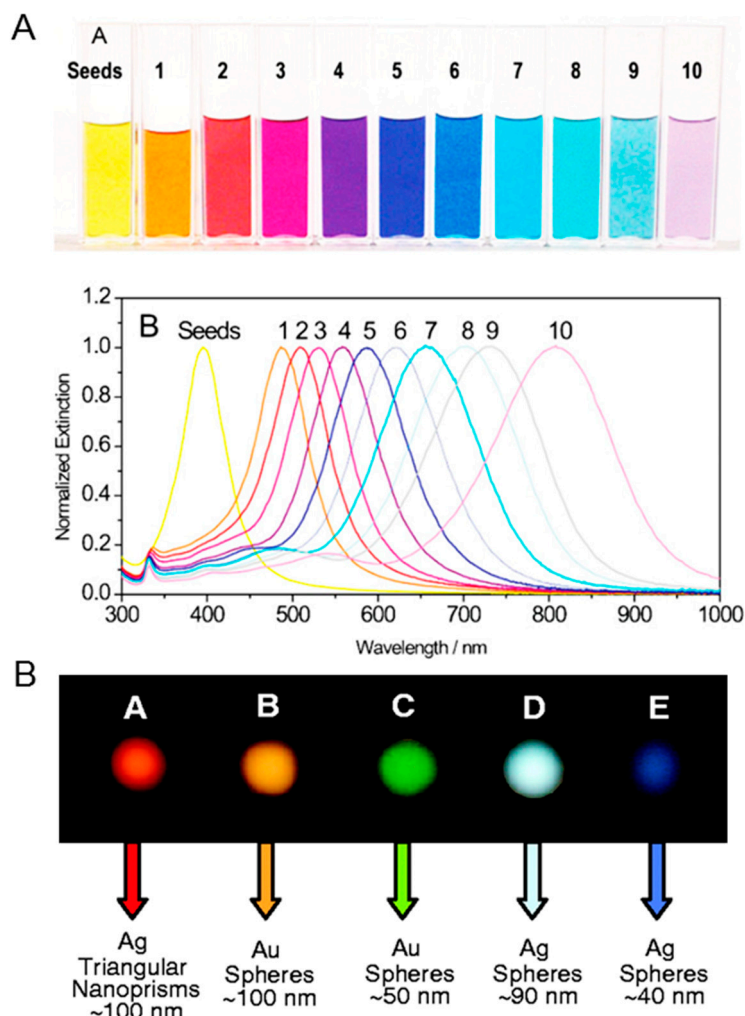 A
A
Seeds 1 2 3 4 5 6 7 8 9 10
B
Seeds 1 2 3 4 5 6 7 8 9 10
1.2
1.0
0.8
0.6
0.4
0.2
0.0
Normalized Extinction
300 400 500 600 700 800 900 1000
Wavelength / nm
B
A B C D E
Ag
Triangular
Nanoprisms
~100 nm
Au
Spheres
~100 nm
Au
Spheres
~50 nm
Ag
Spheres
~90 nm
Ag
Spheres
~40 nm